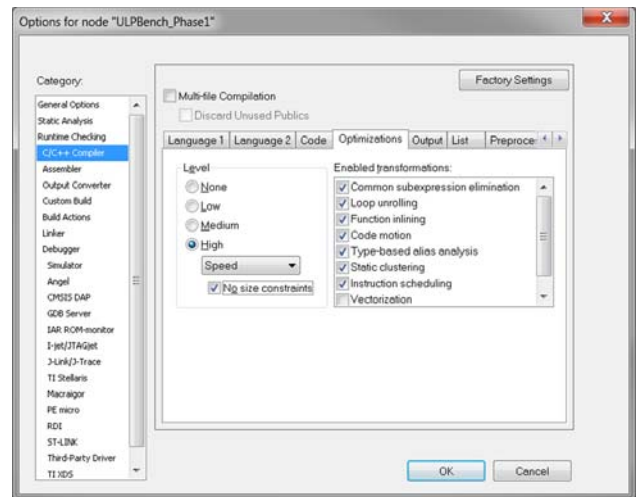 Options for node "ULPBench_Phase1"
Category:
General Options
Static Analysis
Runtime Checking
C/C++ Compiler
Assembler
Output Converter
Custom Build
Build Actions
Linker
Debugger
Simulator
Angel
CMSIS DAP
GDB Server
IAR ROM-monitor
I-jet/JTAGjet
J-Link/J-Trace
TI Stellaris
Macraigor
PE micro
RDI
ST-LINK
Third-Party Driver
TI XDS
Factory Settings
Multi-file Compilation
Discard Unused Publics
Language 1 Language 2 Code Optimizations Output List Preproce
Level
None
Low
Medium
High
Speed
No size constraints
Enabled transformations:
Common subexpression elimination
Loop unrolling
Function inlining
Code motion
Type-based alias analysis
Static clustering
Instruction scheduling
Vectorization
OK Cancel